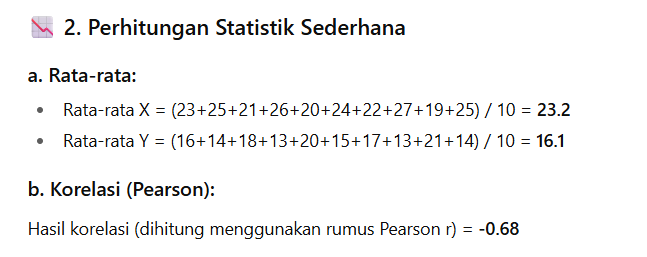 2. Perhitungan Statistik Sederhana
a. Rata-rata:
• Rata-rata X = (23+25+21+26+20+24+22+27+19+25) / 10 = 23.2
• Rata-rata Y = (16+14+18+13+20+15+17+13+21+14) / 10 = 16.1
b. Korelasi (Pearson):
Hasil korelasi (dihitung menggunakan rumus Pearson r) = -0.68